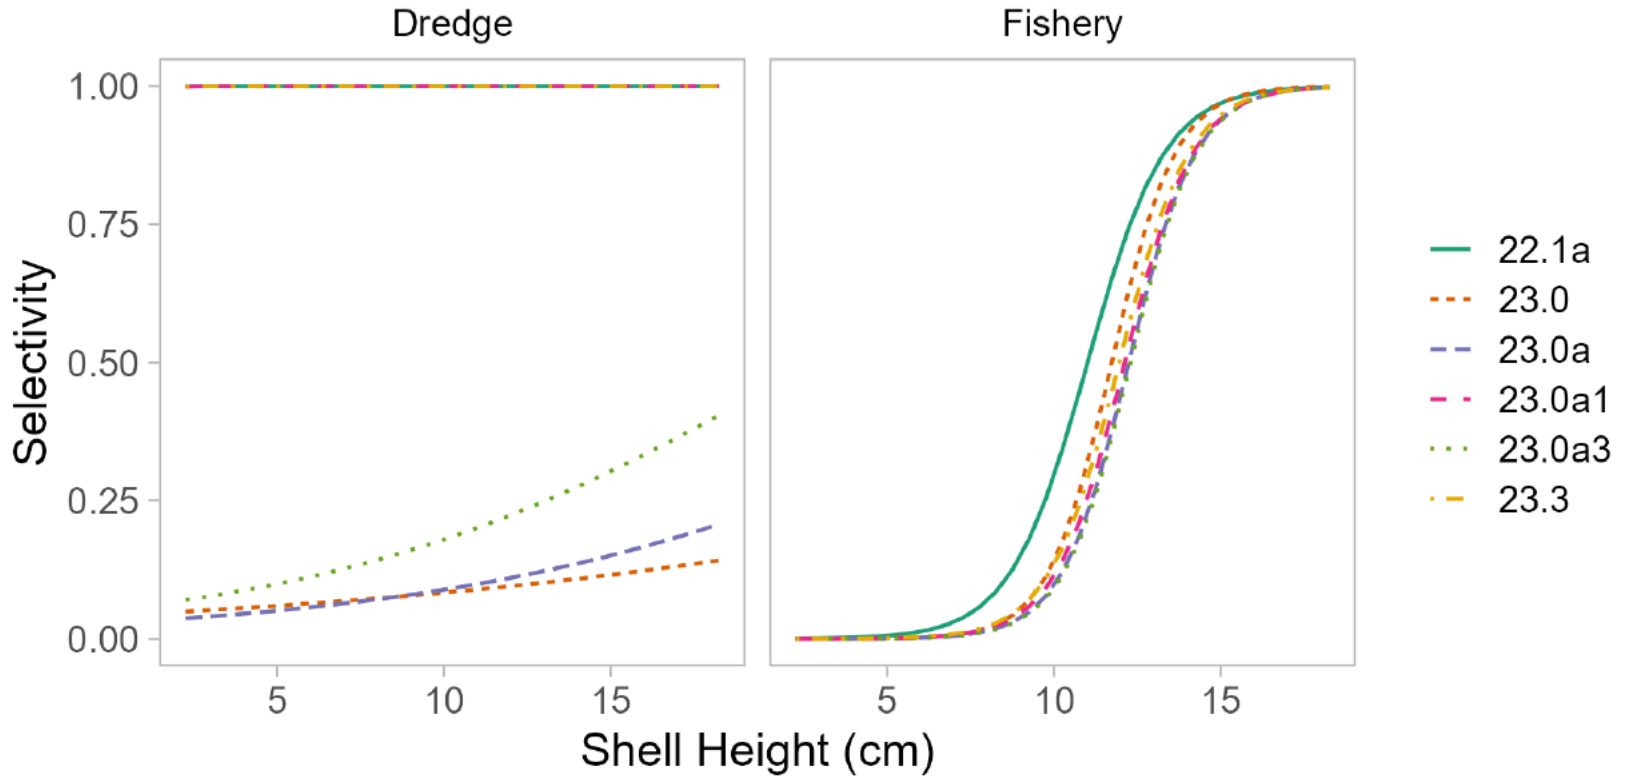 Dredge
Fishery
Selectivity
1.00
0.75
0.50
0.25
0.00
5 10 15
5 10 15
Shell Height (cm)
22.1a
23.0
23.0a
23.0a1
23.0a3
23.3